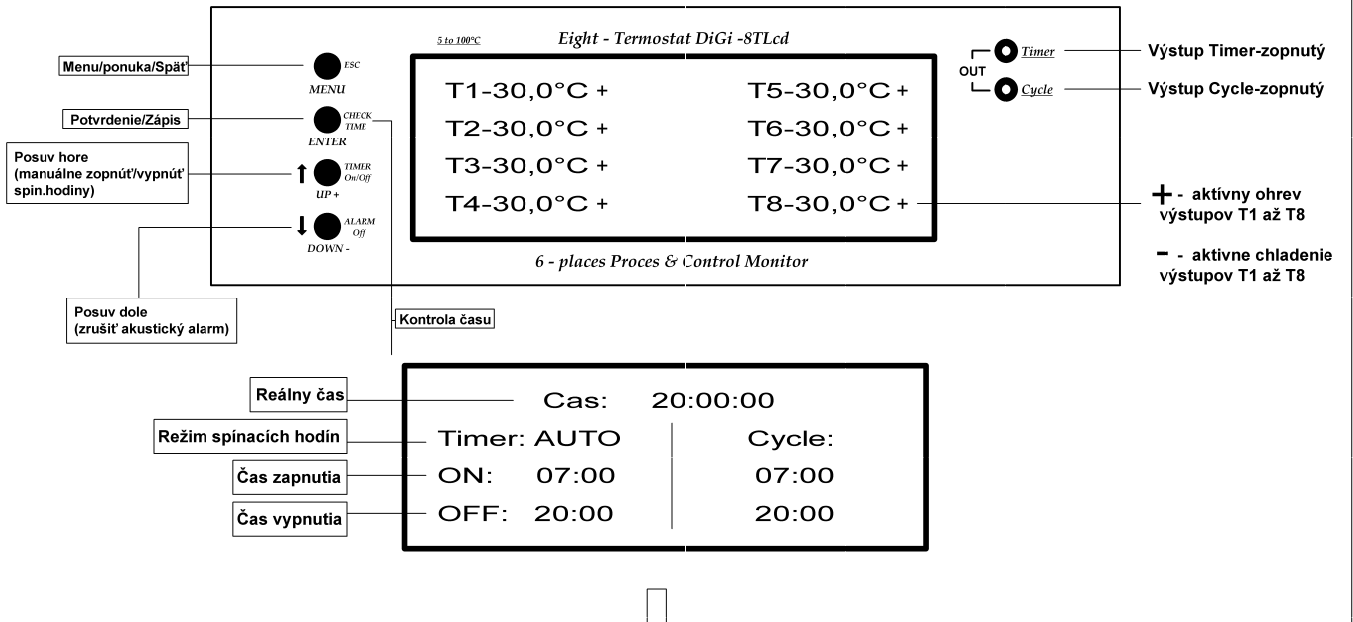 5 to 100°C
Eight - Termostat DiGi -8TLcd
Menu/ponuka/Späť
ESC
MENU
Potvrdenie/Zápis
CHECK
TIME
ENTER
Posuv hore
(manuálne zopnúť/vypnúť
spin.hodiny)
TIMER
On/Off
UP +
ALARM
Off
DOWN -
T1-30,0°C + T5-30,0°C +
T2-30,0°C + T6-30,0°C +
T3-30,0°C + T7-30,0°C +
T4-30,0°C + T8-30,0°C +
6 - places Proces & Control Monitor
OUT
Timer
Cycle
Výstup Timer-zopnutý
Výstup Cycle-zopnutý
+ - aktívny ohrev
výstupov T1 až T8
- - aktivne chladenie
výstupov T1 až T8
Posuv dole
(zrušiť akustický alarm)
Kontrola času
Reálny čas
Cas: 20:00:00
Režim spínacích hodín
Timer: AUTO Cycle:
Čas zapnutia
ON: 07:00 07:00
Čas vypnutia
OFF: 20:00 20:00